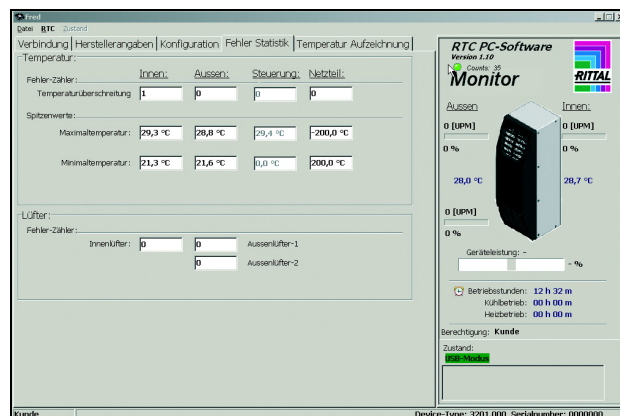 Fred
Datei RTC Zustand
Verbindung Herstellerangaben Konfiguration Fehler Statistik Temperatur Aufzeichnung
Temperatur:
Innen: Aussen: Steuerung: Netzteil:
Fehler-Zähler:
Temperaturüberschreitung 1 0 0 0
Spitzenwerte:
Maximaltemperatur: 29,3 °C 28,8 °C 29,4 °C -200,0 °C
Minimaltemperatur: 21,3 °C 21,6 °C 0,0 °C 200,0 °C
Lüfter:
Fehler-Zähler:
Innenlüfter: 0 0 Aussenlüfter-1
0 Aussenlüfter-2
RTC PC-Software
Version 1.10
Counts: 35
Monitor
RITTAL
Aussen Innen:
0 [UPM] 0 [UPM]
0 % 0 %
28,0 °C 28,7 °C
0 [UPM]
0 %
Geräteleistung: -
- %
Betriebsstunden: 12 h 32 m
Kühlbetrieb: 00 h 00 m
Heizbetrieb: 00 h 00 m
Berechtigung: Kunde
Zustand:
USB-Modus
Kunde Device-Type: 3201.000, Serialnumber: 0000000